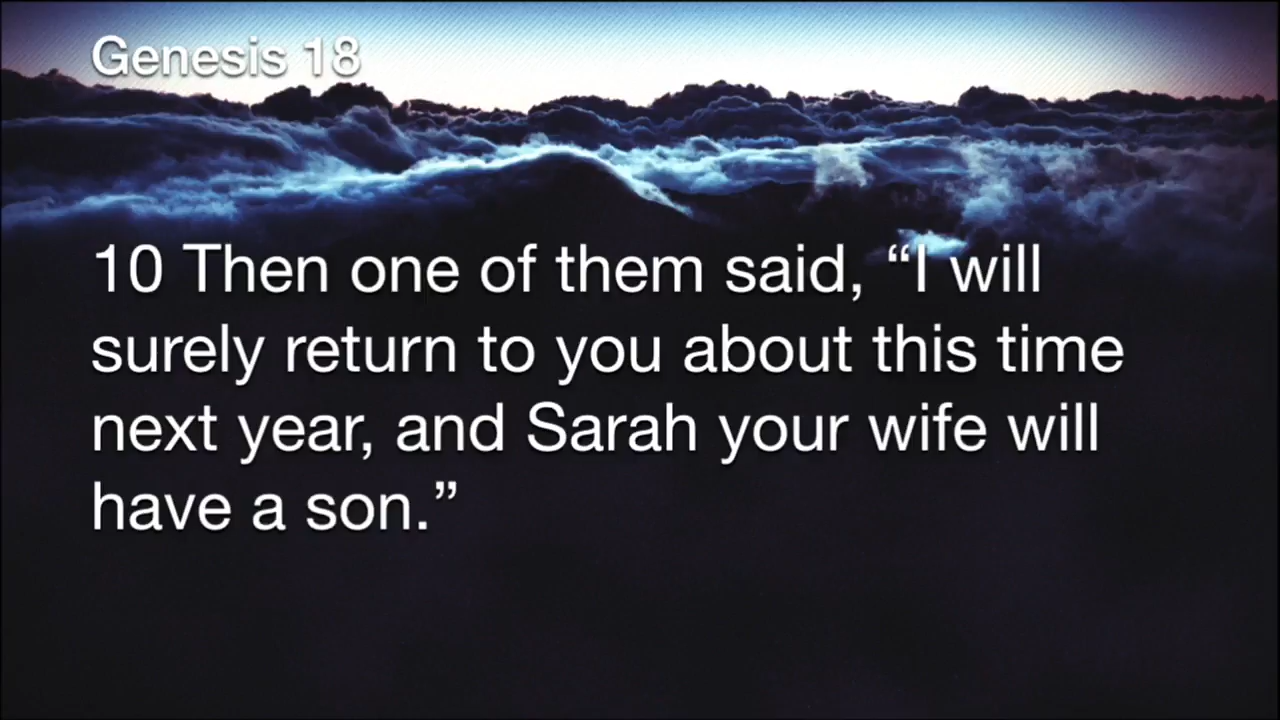 Genesis 18
10 Then one of them said, “I will
surely return to you about this time
next year, and Sarah your wife will
have a son.”